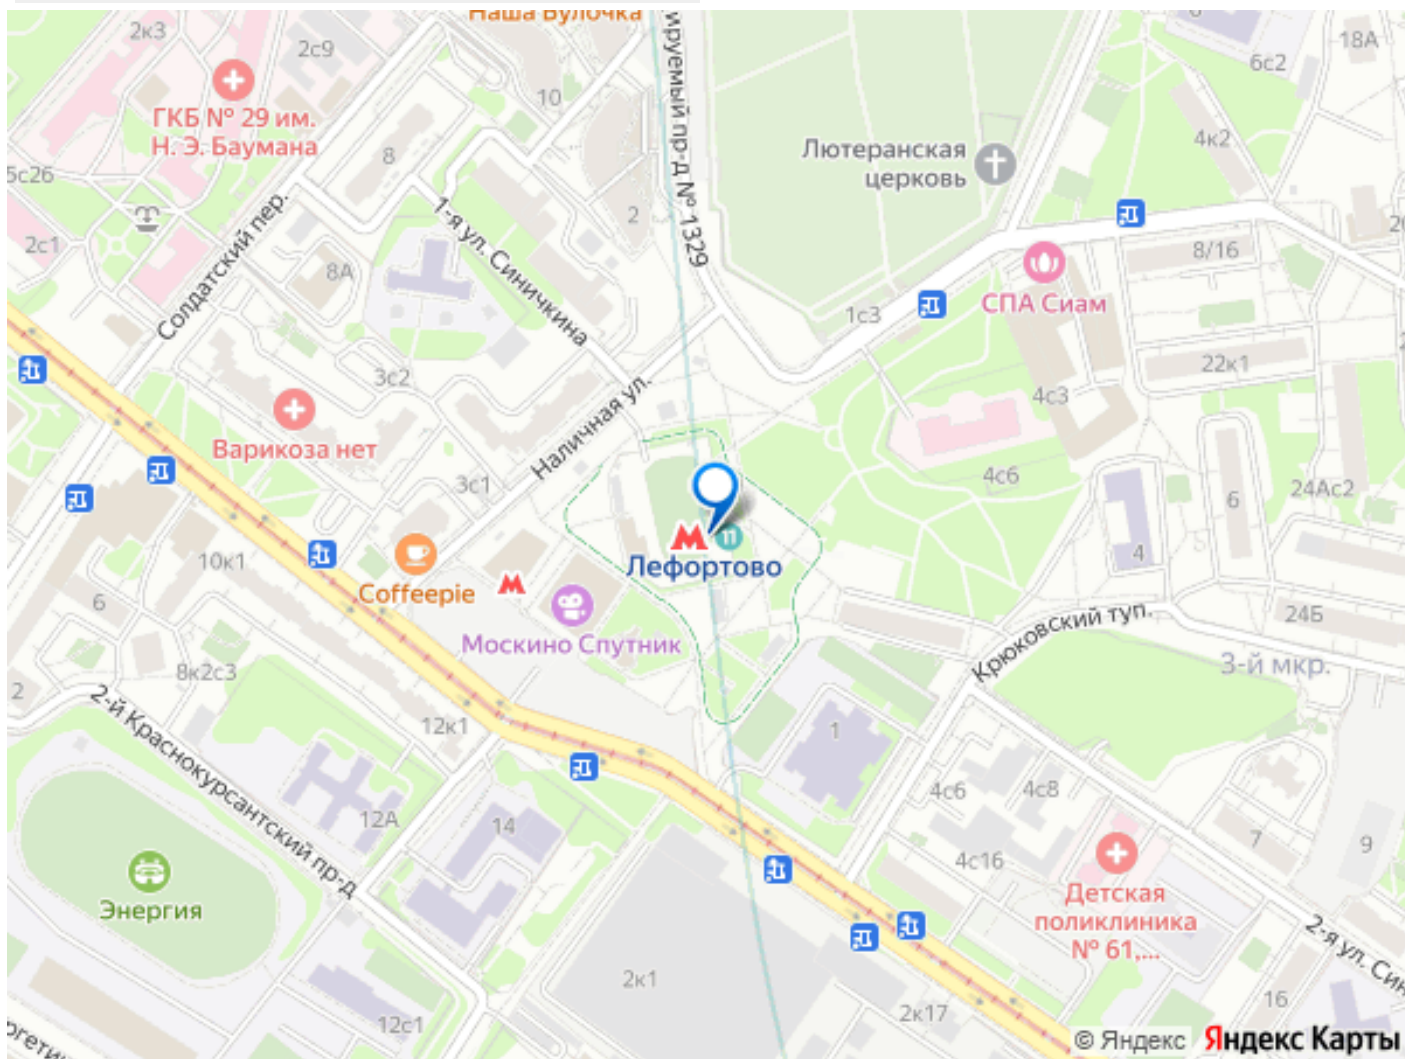 Наша Булочка
ируемый пр-д № 1329
2к3
2с9
18А
6с2
10
ГКБ № 29 им.
Н. Э. Баумана
8
4к2
Лютеранская
церковь
5с26
2
1-я ул. Синичкина
Солдатский пер.
2с1
8А
8/16
СПА Сиам
1с3
22к1
3с2
4с3
Наличная ул.
Варикоза нет
3с1
4с6
6
24Ас2
11
Лефортово
4
10к1
Coffeepie
6
Москино Спутник
Крюковский туп.
24Б
3-й мкр.
8к2с3
2
2-й Краснокурсантский пр-д
12к1
1
4с6
4с8
12А
14
7
9
4с16
Энергия
Детская
поликлиника
№ 61,...
2-я ул. Син
2к1
16
2к17
12с1
© Яндекс Яндекс Карты